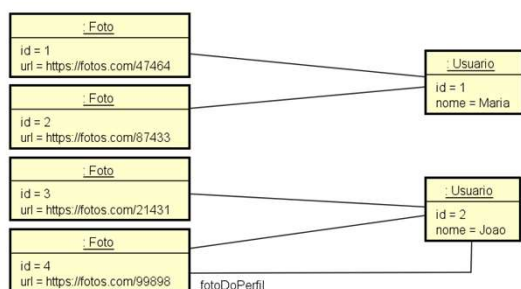 : Foto
id = 1
url = https://fotos.com/47464
: Foto
id = 2
url = https://fotos.com/87433
: Foto
id = 3
url = https://fotos.com/21431
: Foto
id = 4
url = https://fotos.com/99898
: Usuario
id = 1
nome = Maria
: Usuario
id = 2
nome = Joao
fotoDoPerfil